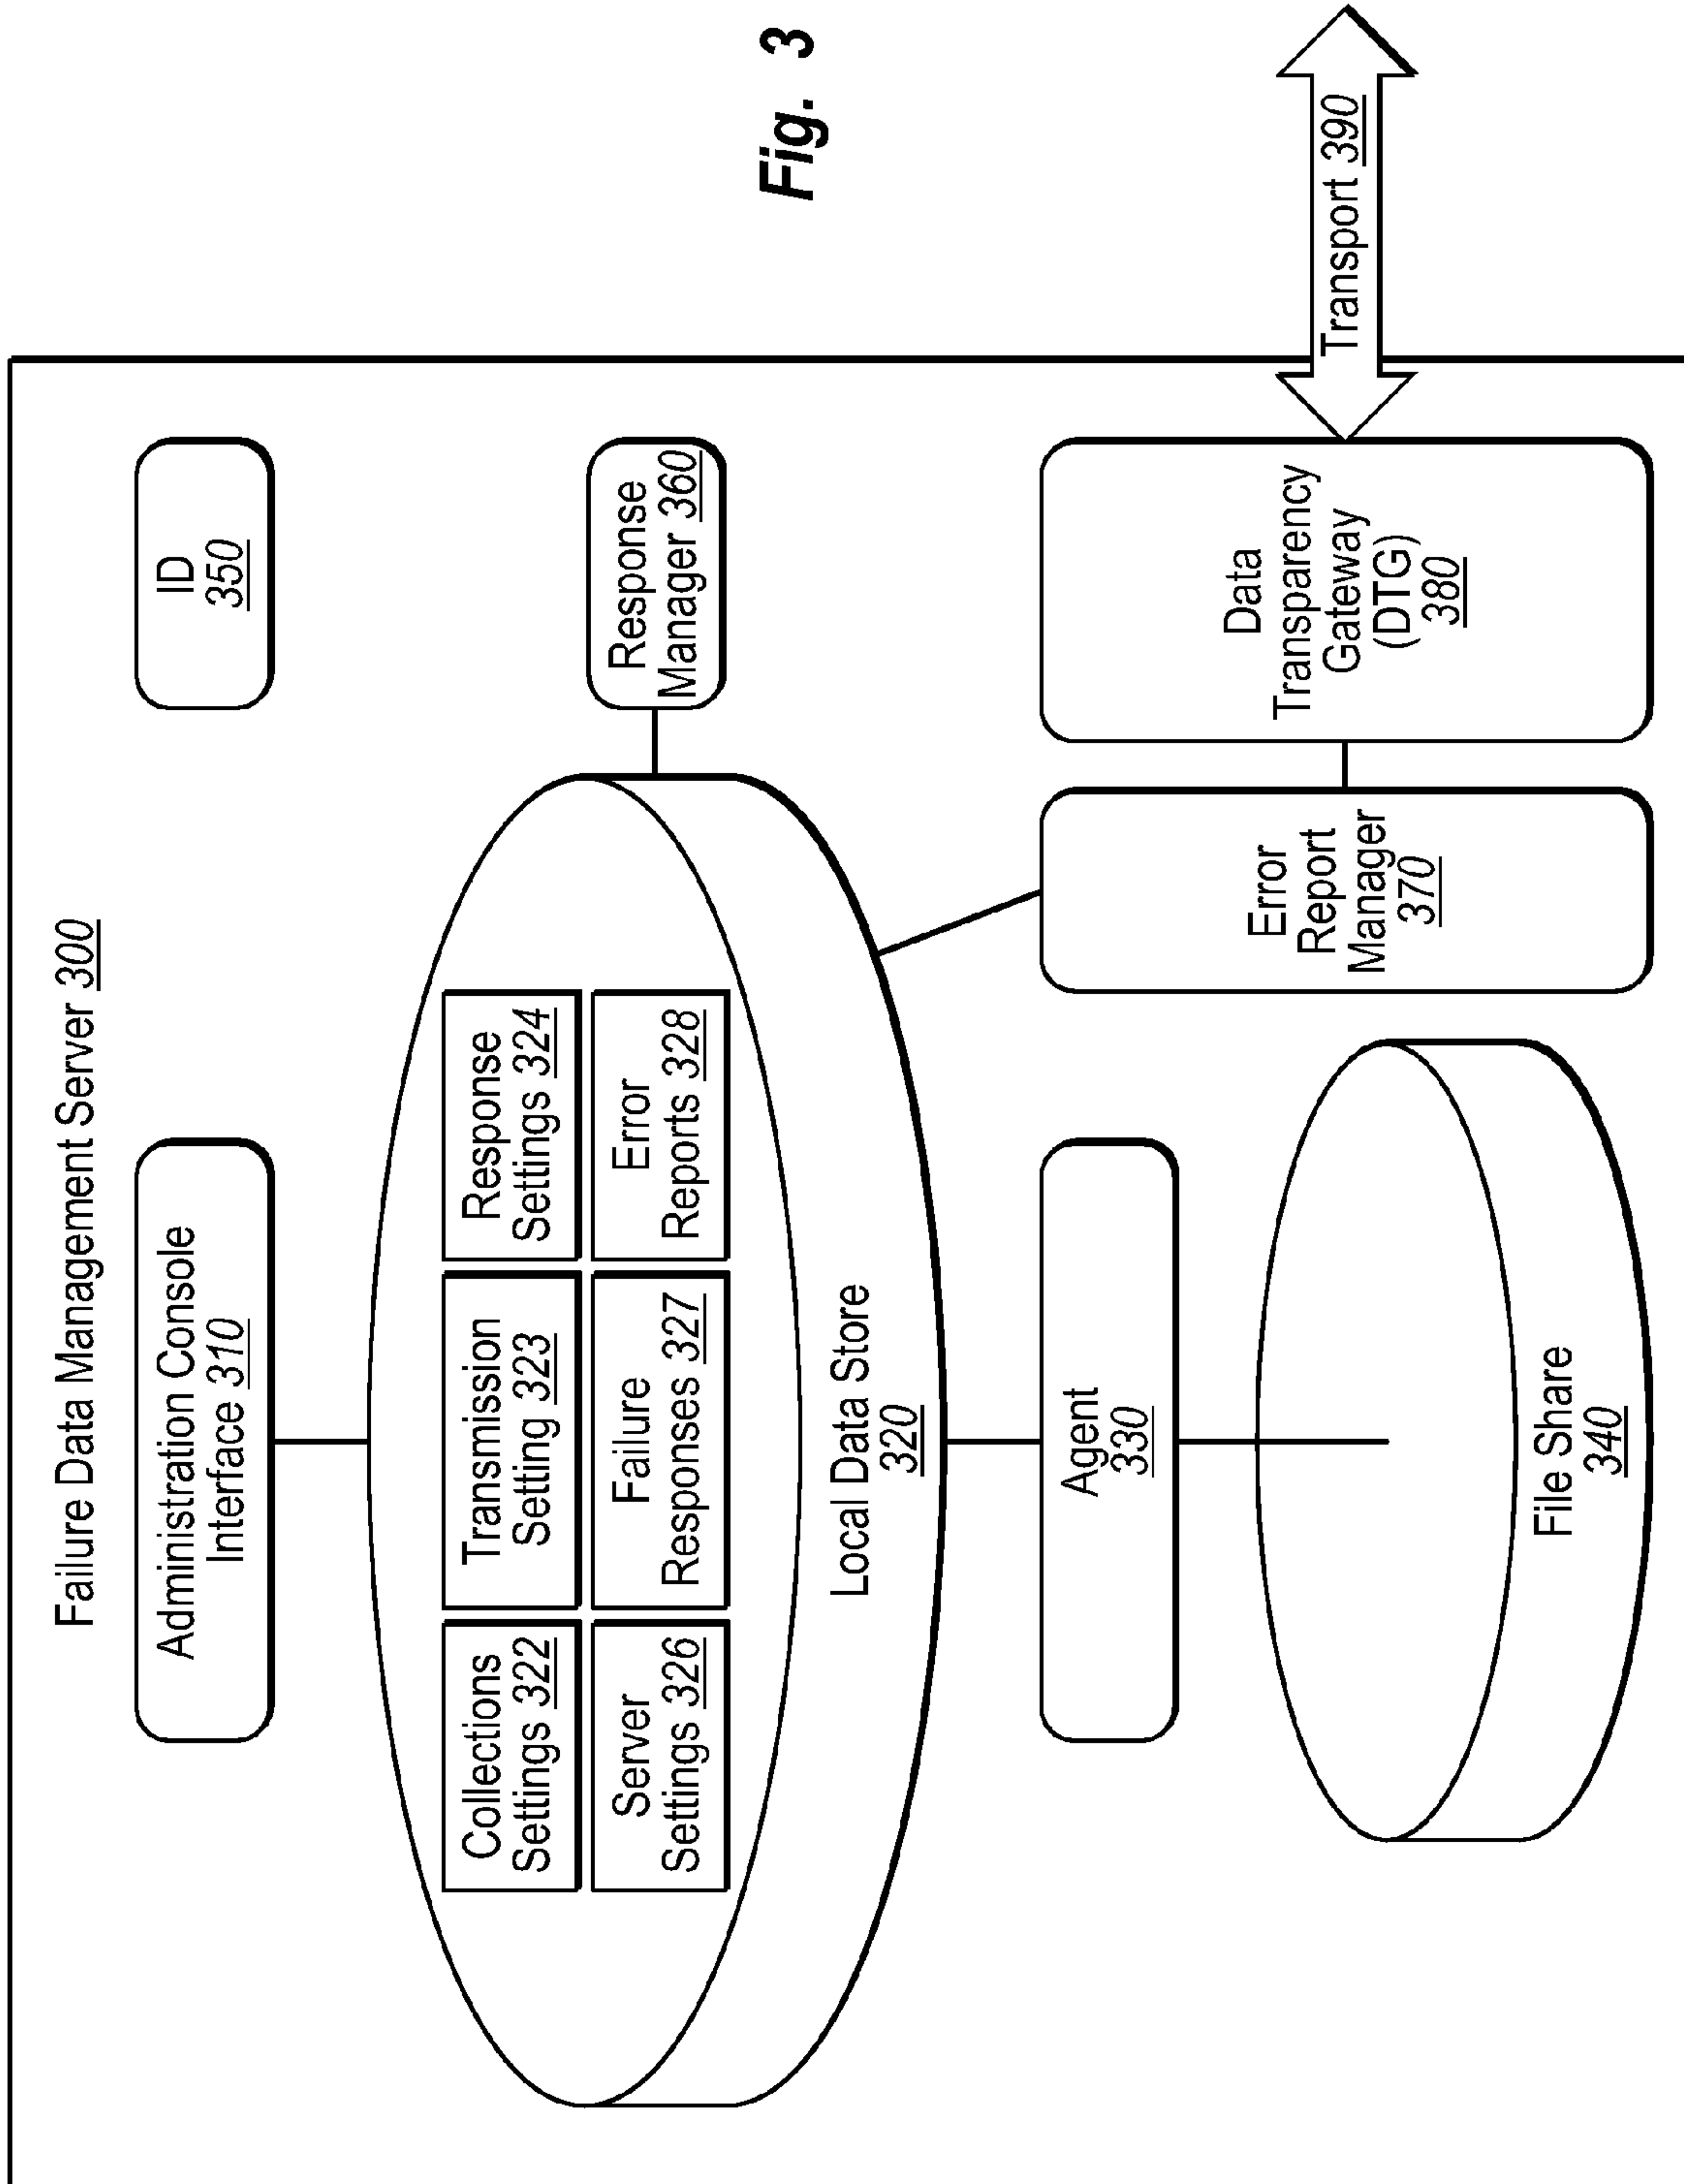 Failure Data Management Server 300
Administration Console
Interface 310
ID
350
Collections
Settings 322
Transmission
Setting 323
Response
Settings 324
Server
Settings 326
Failure
Responses 327
Error
Reports 328
Local Data Store
320
Response
Manager 360
Agent
330
File Share
340
Error
Report
Manager
370
Data
Transparency
Gateway
(DTG)
380
Transport 390
Fig. 3